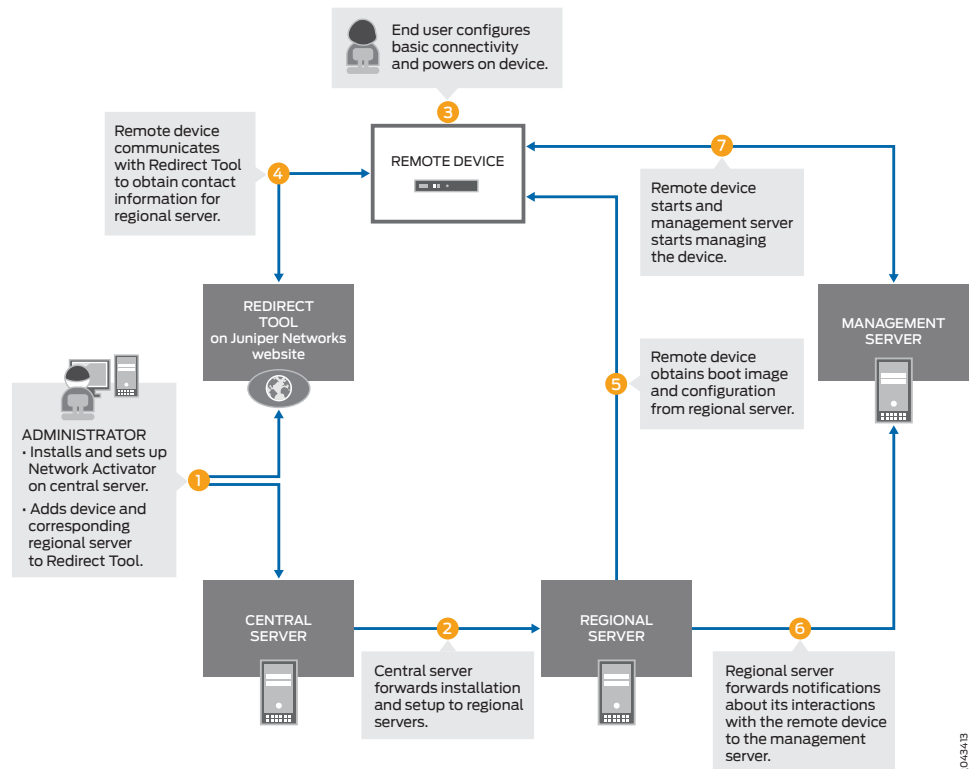 End user configures
basic connectivity
and powers on device.
3
Remote device
communicates
with Redirect Tool
to obtain contact
information for
regional server.
4
REMOTE DEVICE
7
Remote device
starts and
management server
starts managing
the device.
REDIRECT
TOOL
on Juniper Networks
website
MANAGEMENT
SERVER
5
Remote device
obtains boot image
and configuration
from regional server.
ADMINISTRATOR
• Installs and sets up
Network Activator
on central server.
• Adds device and
corresponding
regional server
to Redirect Tool.
1
CENTRAL
SERVER
2
REGIONAL
SERVER
6
Central server
forwards installation
and setup to regional
servers.
Regional server
forwards notifications
about its interactions
with the remote device
to the management
server.
043413